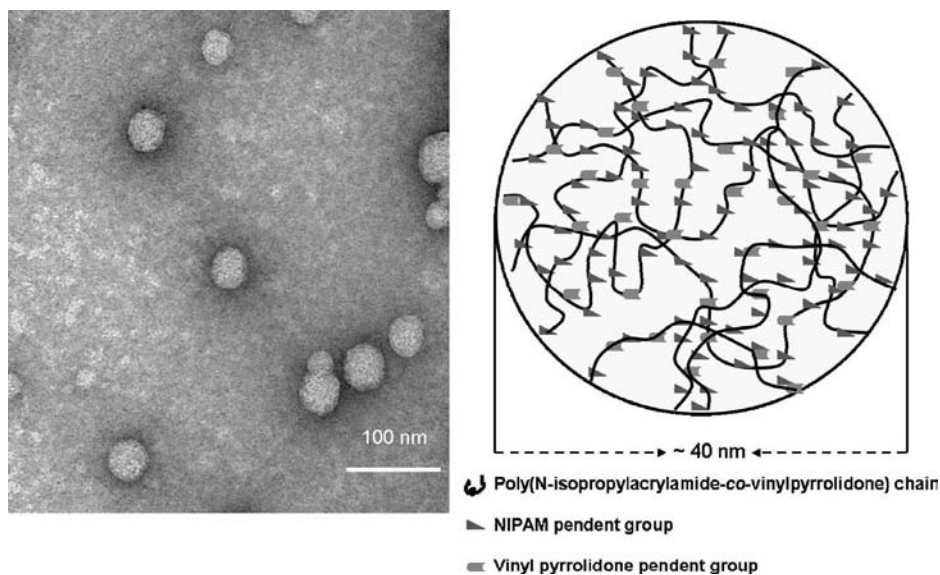 100 nm
~ 40 nm
Poly(N-isopropylacrylamide-co-vinylpyrrolidone) chain
NIPAM pendent group
Vinyl pyrrolidone pendent group